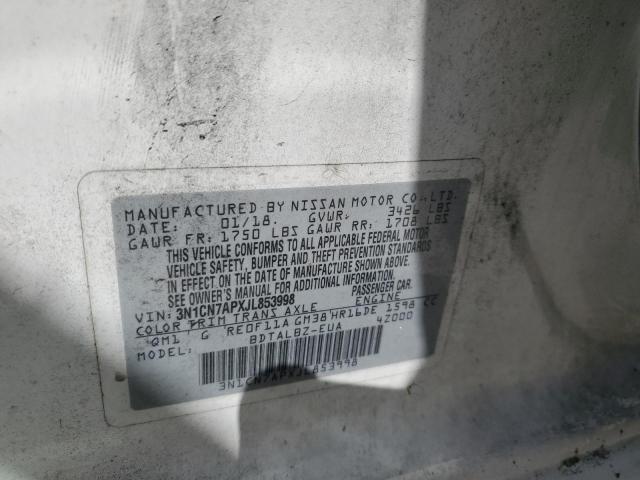 MANUFACTURED BY NISSAN MOTOR CO.,LTD.
DATE: 01/18. GVWR: 3426 LBS
GAWR FR: 1750 LBS GAWR RR: 1708 LBS
THIS VEHICLE CONFORMS TO ALL APPLICABLE FEDERAL MOTOR
VEHICLE SAFETY, BUMPER AND THEFT PREVENTION STANDARDS
IN EFFECT ON THE DATE OF MANUFACTURE SHOWN ABOVE.
SEE OWNER'S MANUAL FOR ADDITIONAL INFORMATION.
VIN: 3N1CN7APXJL853998 PASSENGER CAR.
COLOR TRIM TRANS AXLE ENGINE
QM1 G RE0F11A GM38 HR16DE 1598 CC
MODEL: BDTALBZ-EUA 4Z000
3N1CN7APXJL853998